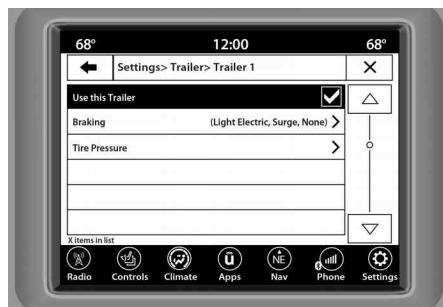 68° 12:00 68°
Settings> Trailer> Trailer 1
Use this Trailer
Braking (Light Electric, Surge, None)
Tire Pressure
X items in list
Radio Controls Climate Apps Nav Phone Settings
ū NE